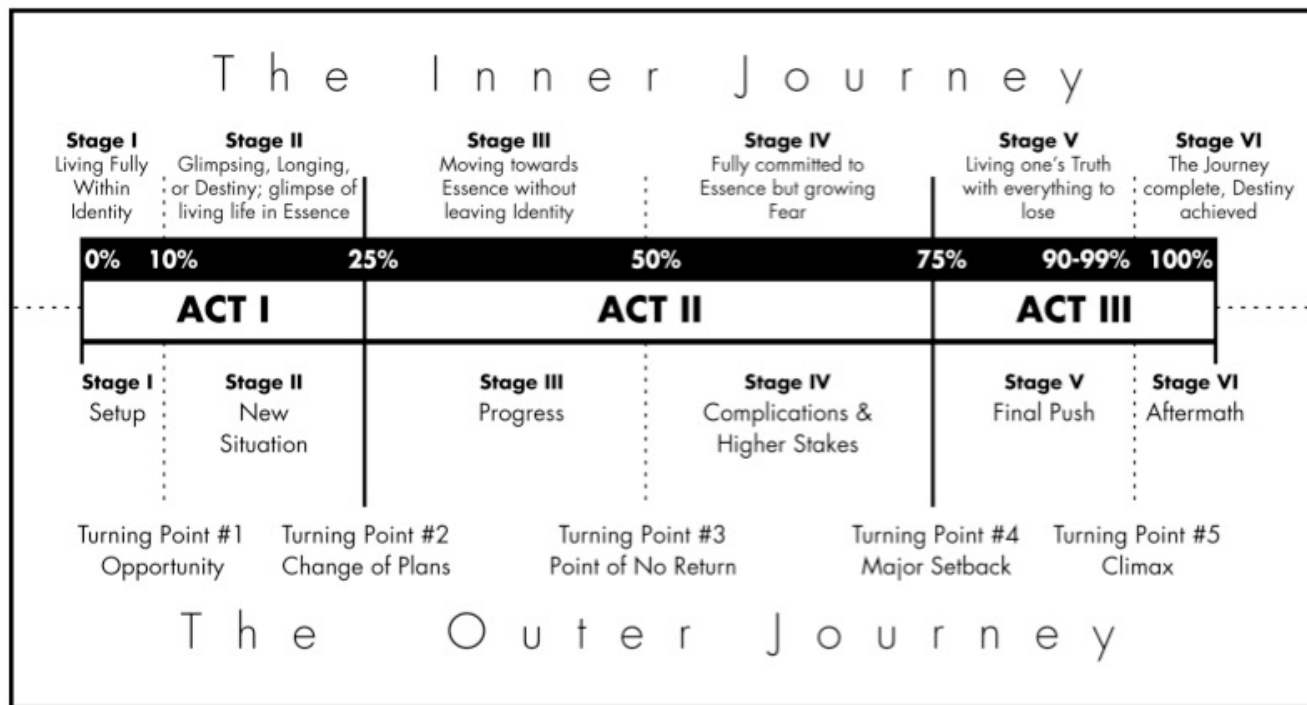 The Inner Journey
Stage I
Living Fully
Within
Identity
Stage II
Glimpsing, Longing,
or Destiny; glimpse of
living life in Essence
Stage III
Moving towards
Essence without
leaving Identity
Stage IV
Fully committed to
Essence but growing
Fear
Stage V
Living one's Truth
with everything to
lose
Stage VI
The Journey
complete, Destiny
achieved
0% 10% 25% 50% 75% 90-99% 100%
ACT I ACT II ACT III
Stage I
Setup
Stage II
New
Situation
Stage III
Progress
Stage IV
Complications &
Higher Stakes
Stage V
Final Push
Stage VI
Aftermath
Turning Point #1
Opportunity
Turning Point #2
Change of Plans
Turning Point #3
Point of No Return
Turning Point #4
Major Setback
Turning Point #5
Climax
The Outer Journey